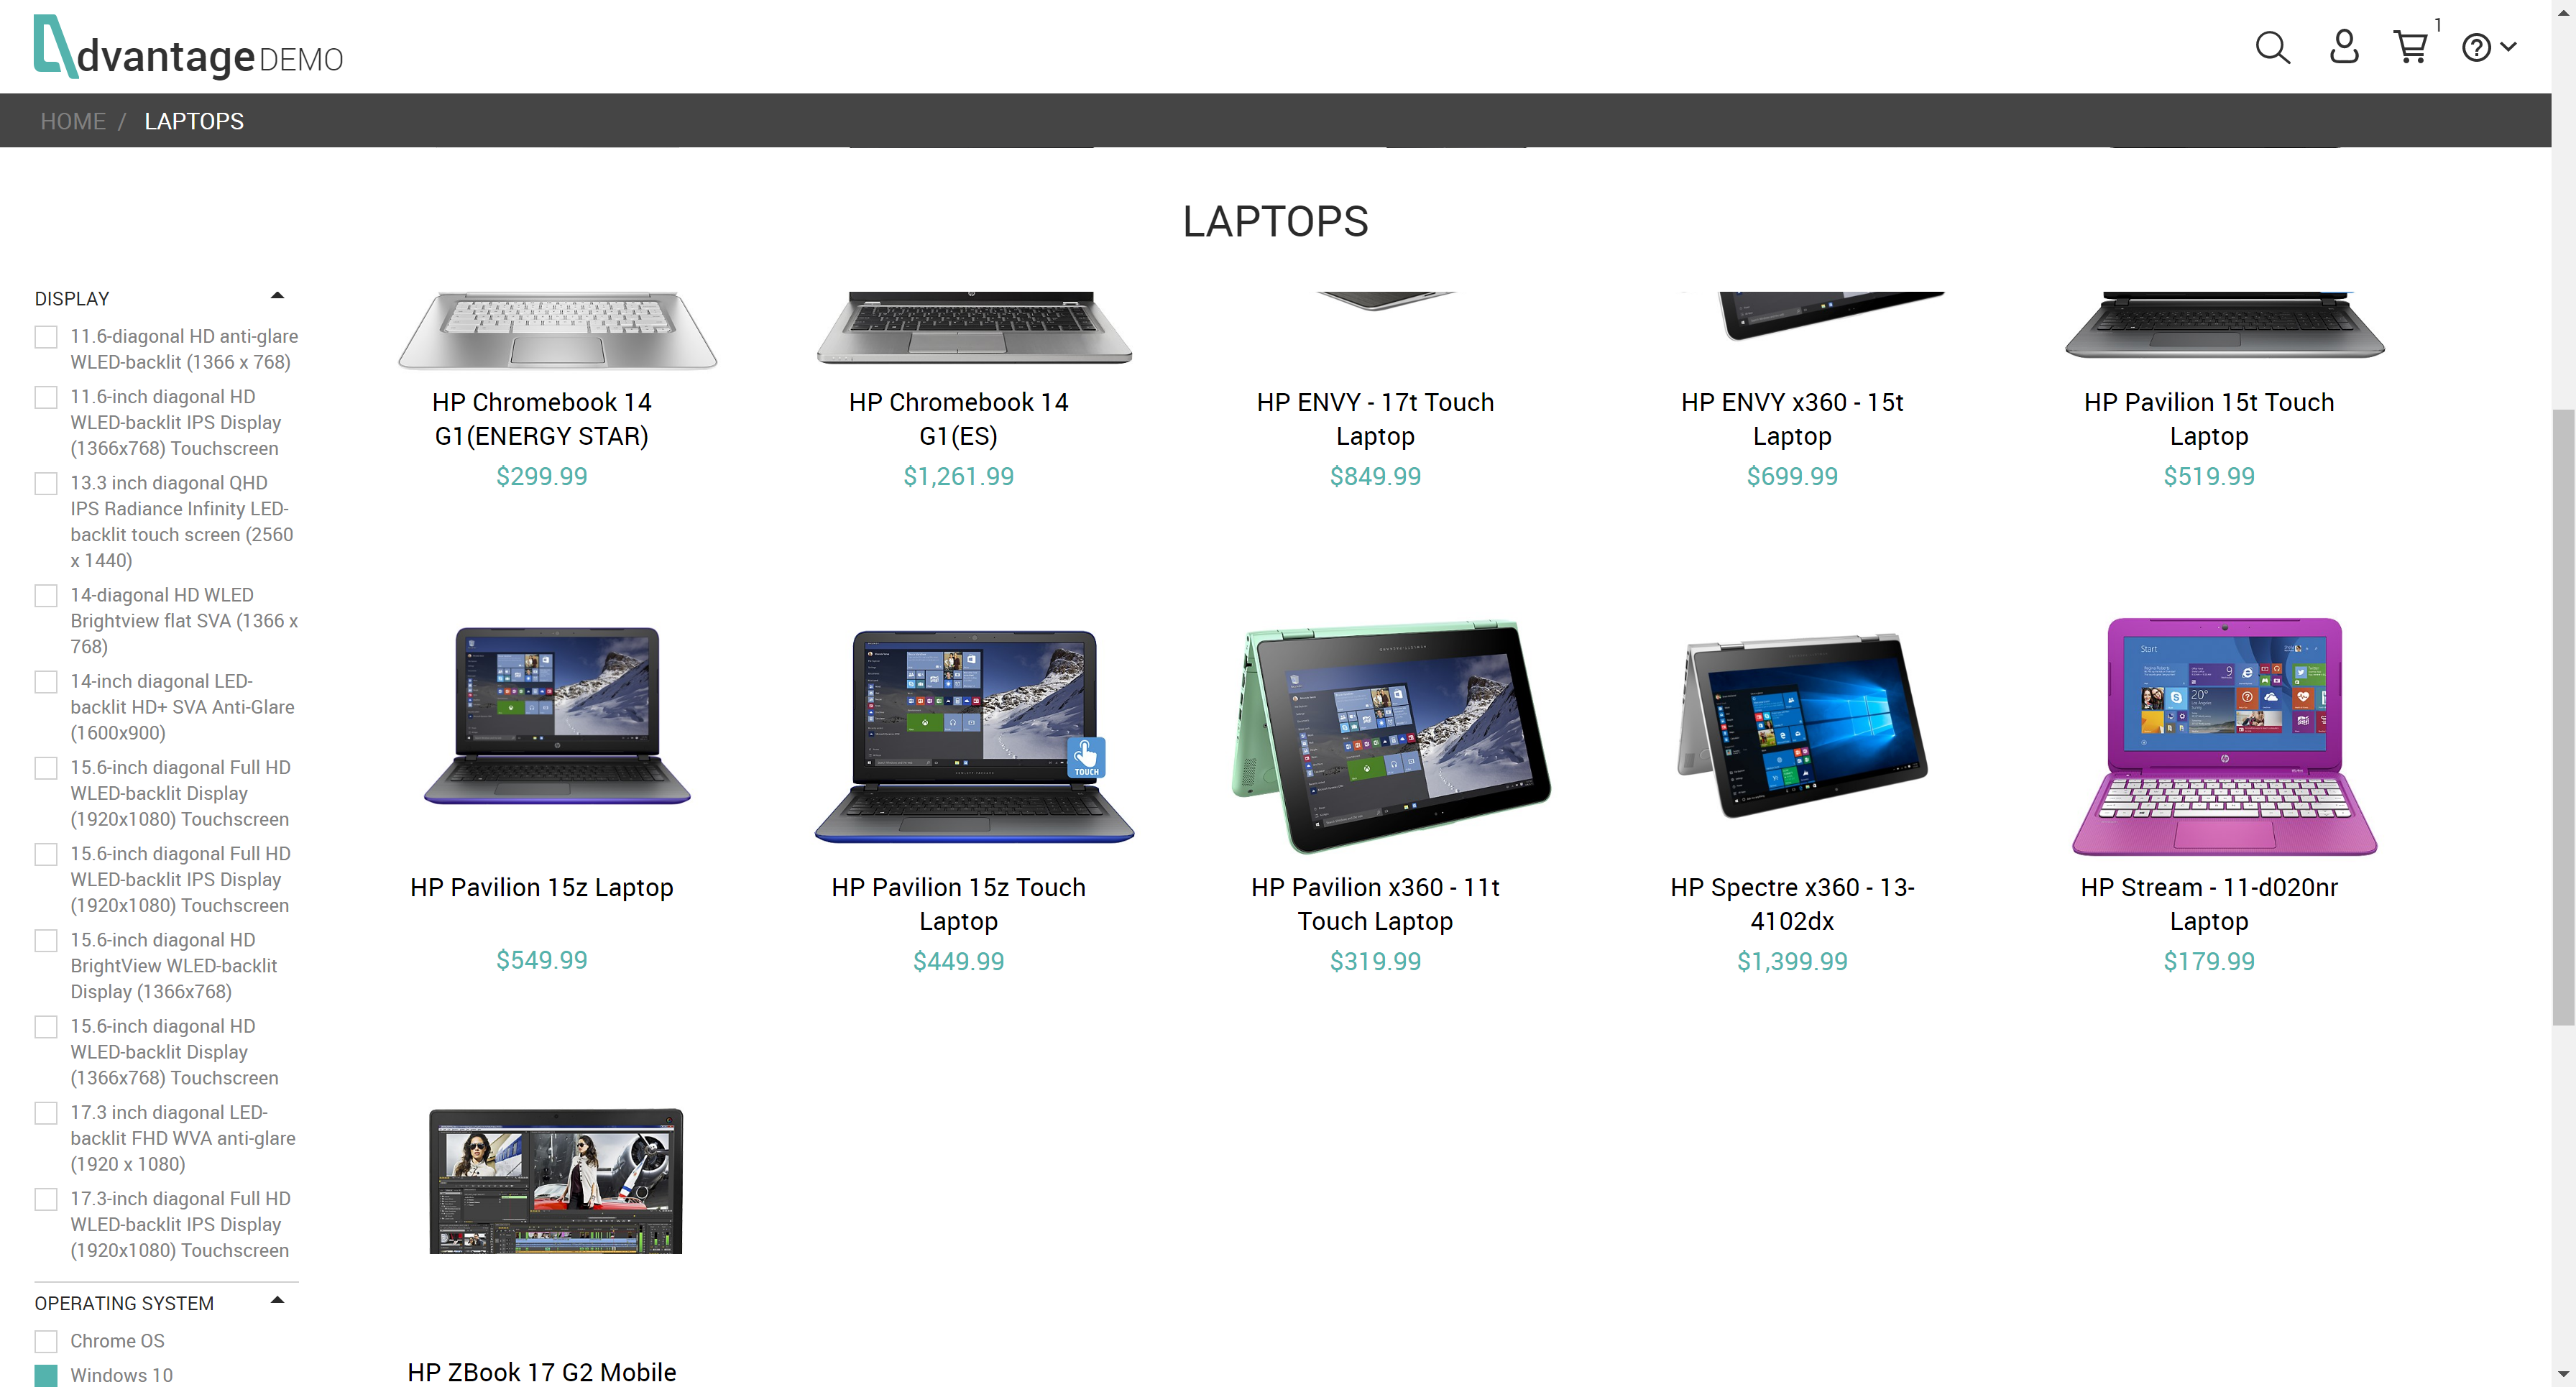 dvantage DEMO
1
HOME / LAPTOPS
LAPTOPS
DISPLAY
11.6-diagonal HD anti-glare
WLED-backlit (1366 x 768)
11.6-inch diagonal HD
WLED-backlit IPS Display
(1366x768) Touchscreen
13.3 inch diagonal QHD
IPS Radiance Infinity LED-
backlit touch screen (2560
x 1440)
14-diagonal HD WLED
Brightview flat SVA (1366 x
768)
14-inch diagonal LED-
backlit HD+ SVA Anti-Glare
(1600x900)
15.6-inch diagonal Full HD
WLED-backlit Display
(1920x1080) Touchscreen
15.6-inch diagonal Full HD
WLED-backlit IPS Display
(1920x1080) Touchscreen
15.6-inch diagonal HD
BrightView WLED-backlit
Display (1366x768)
15.6-inch diagonal HD
WLED-backlit Display
(1366x768) Touchscreen
17.3 inch diagonal LED-
backlit FHD WVA anti-glare
(1920 x 1080)
17.3-inch diagonal Full HD
WLED-backlit IPS Display
(1920x1080) Touchscreen
OPERATING SYSTEM
Chrome OS
Windows 10
HP Chromebook 14
G1(ENERGY STAR)
$299.99
HP Chromebook 14
G1(ES)
$1,261.99
HP ENVY - 17t Touch
Laptop
$849.99
HP ENVY x360 - 15t
Laptop
$699.99
HP Pavilion 15t Touch
Laptop
$519.99
HP Pavilion 15z Laptop
$549.99
TOUCH
HP Pavilion 15z Touch
Laptop
$449.99
HP Pavilion x360 - 11t
Touch Laptop
$319.99
HP Spectre x360 - 13-
4102dx
$1,399.99
Start
20°
9
HP Stream - 11-d020nr
Laptop
$179.99
HP ZBook 17 G2 Mobile